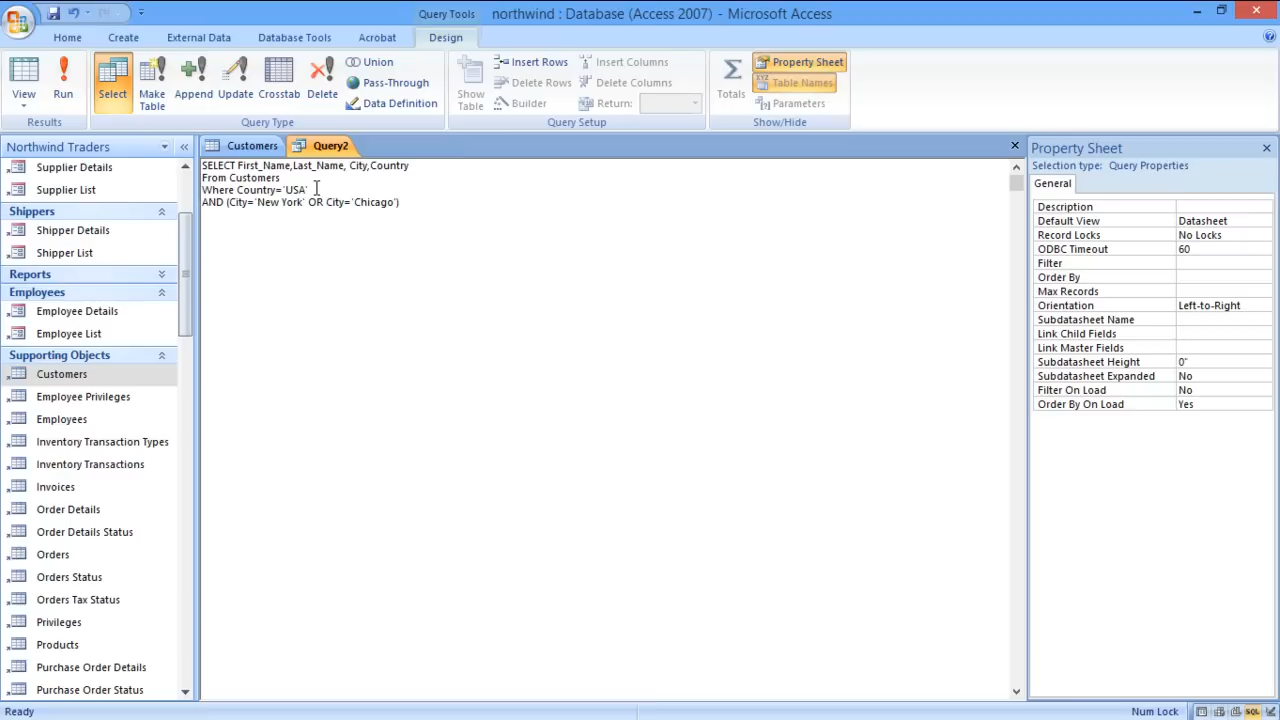 Query Tools
northwind : Database (Access 2007) - Microsoft Access
Home
Create
External Data
Database Tools
Acrobat
Design
View
Run
Results
Select
Make Table
Append
Update
Crosstab
Delete
Union
Pass-Through
Data Definition
Query Type
Show Table
Insert Rows
Delete Rows
Builder
Insert Columns
Delete Columns
Return:
Query Setup
Totals
Property Sheet
Table Names
Parameters
Show/Hide
Northwind Traders
Supplier Details
Supplier List
Shippers
Shipper Details
Shipper List
Reports
Employees
Employee Details
Employee List
Supporting Objects
Customers
Employee Privileges
Employees
Inventory Transaction Types
Inventory Transactions
Invoices
Order Details
Order Details Status
Orders
Orders Status
Orders Tax Status
Privileges
Products
Purchase Order Details
Purchase Order Status
Customers
Query2
SELECT First_Name,Last_Name, City,Country
From Customers
Where Country='USA'
AND (City='New York' OR City='Chicago')
Property Sheet
Selection type: Query Properties
General
Description
Default View Datasheet
Record Locks No Locks
ODBC Timeout 60
Filter
Order By
Max Records
Orientation Left-to-Right
Subdatasheet Name
Link Child Fields
Link Master Fields
Subdatasheet Height 0"
Subdatasheet Expanded No
Filter On Load No
Order By On Load Yes
Ready
Num Lock
SQL